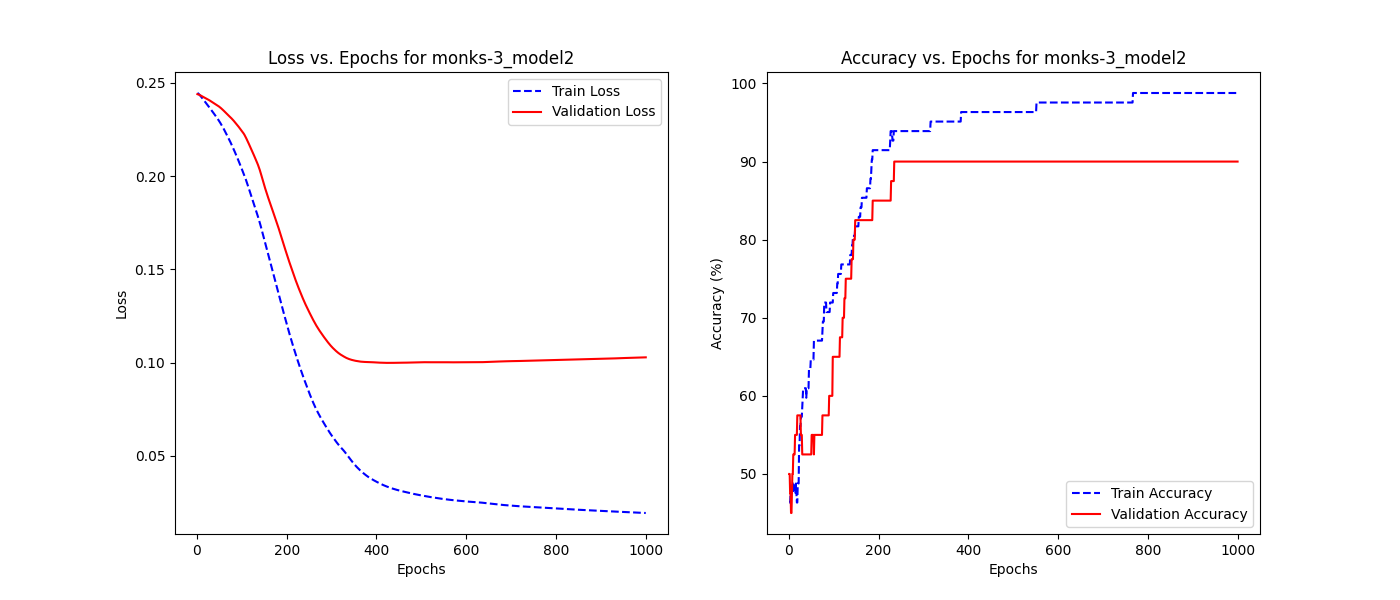 Loss vs. Epochs for monks-3_model2
0.25
0.20
0.15
0.10
0.05
Loss
Train Loss
Validation Loss
0
200
400
600
800
1000
Epochs
Accuracy vs. Epochs for monks-3_model2
100
90
80
70
60
50
Accuracy (%)
Train Accuracy
Validation Accuracy
0
200
400
600
800
1000
Epochs